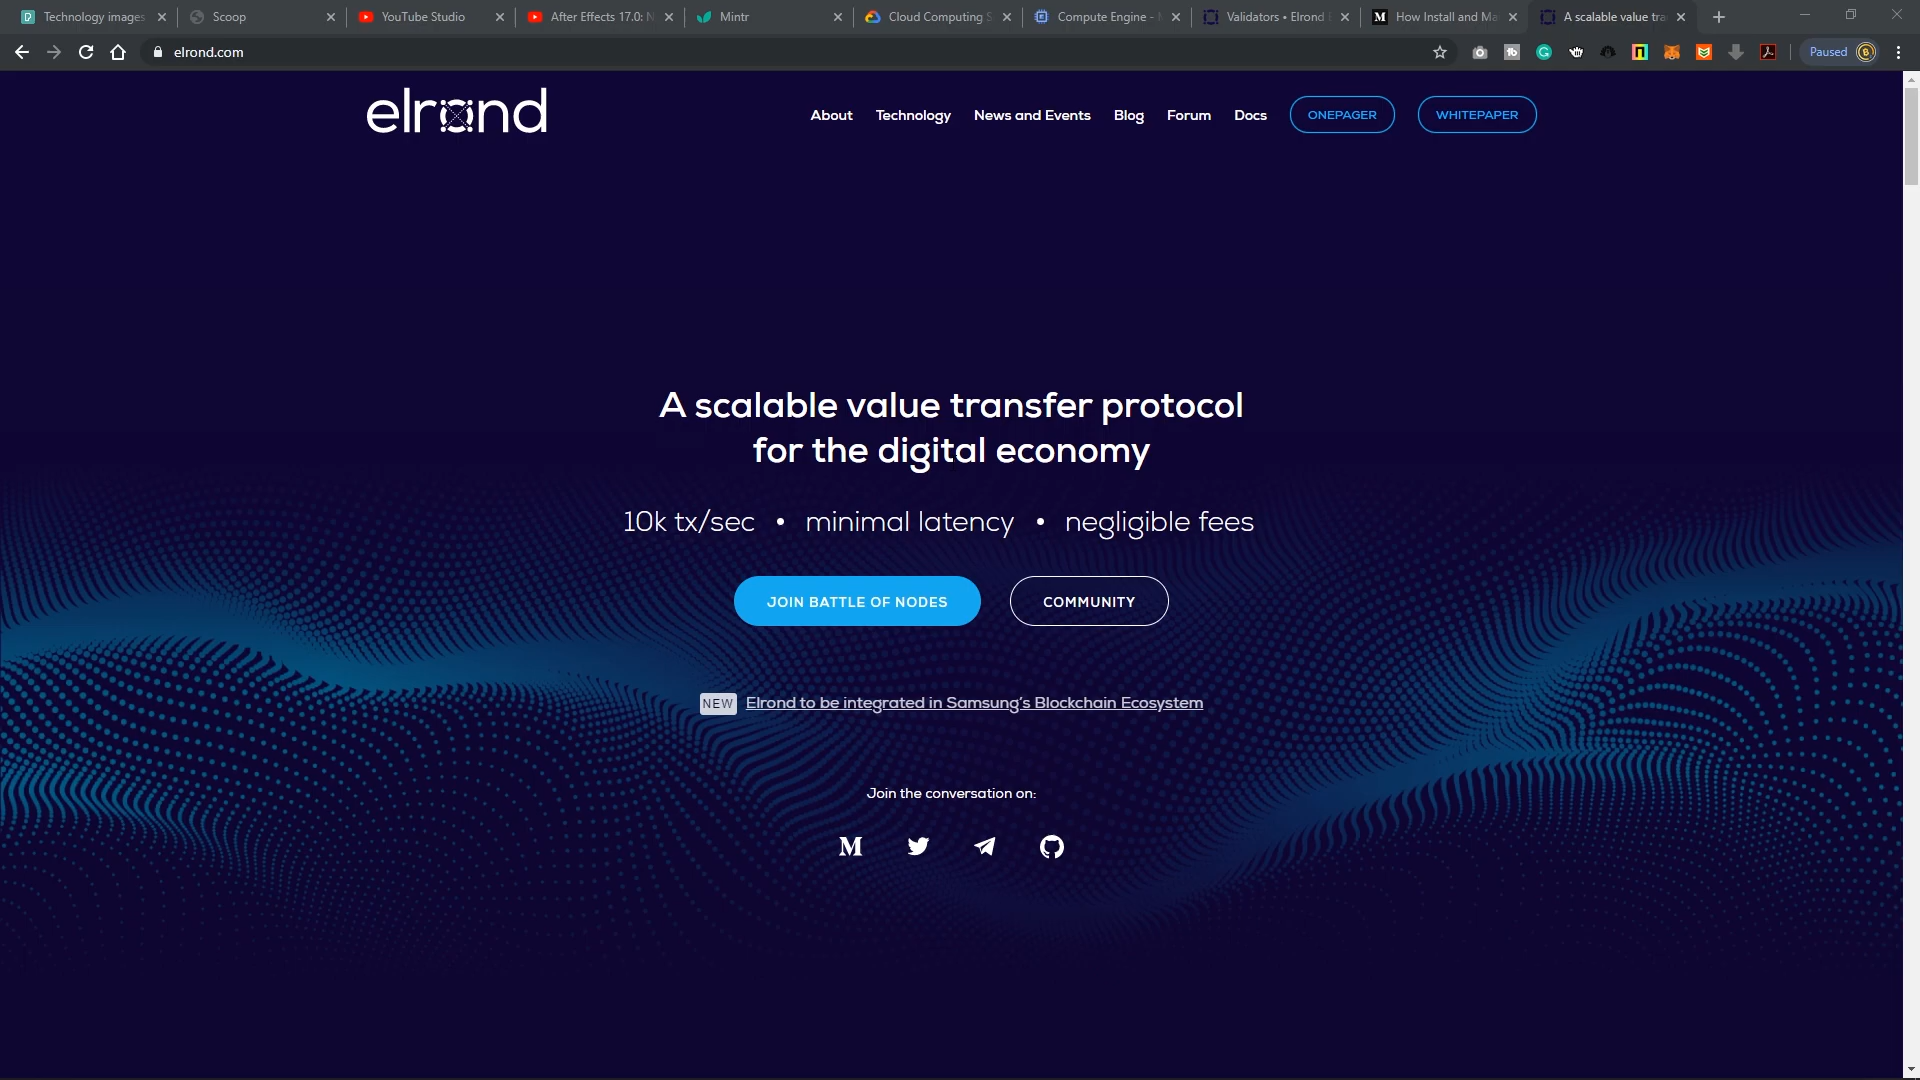 Technology images
Scoop
YouTube Studio
After Effects 17.0: N
Mintr
Cloud Computing S
Compute Engine -
Validators • Elrond
How Install and Ma
A scalable value tra
elrond.com
Paused
elrond
About
Technology
News and Events
Blog
Forum
Docs
ONEPAGER
WHITEPAPER
A scalable value transfer protocol
for the digital economy
10k tx/sec • minimal latency • negligible fees
JOIN BATTLE OF NODES
COMMUNITY
NEW Elrond to be integrated in Samsung’s Blockchain Ecosystem
Join the conversation on: